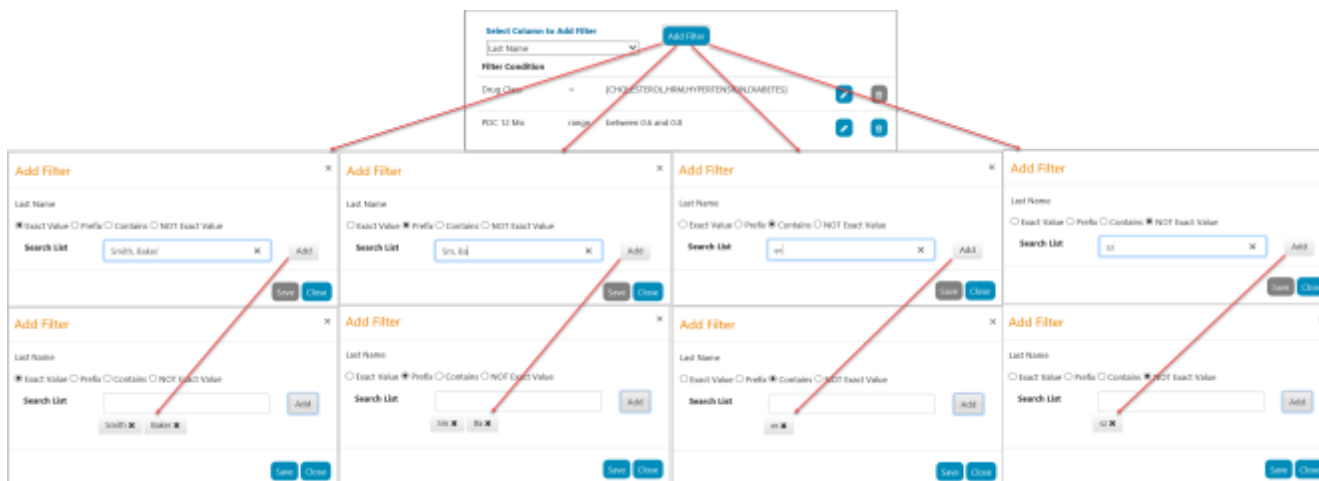 Select Column to Add Filter
Add Filter
Last Name
Filter Condition
Drug Class = (CHOLESTEROL,HRM,HYPERTENSION,DIABETES)
PDC 12 Mo range between 0.6 and 0.8
Add Filter ×
Last Name
Exact Value Prefix Contains NOT Exact Value
Search List Smith, Baker × Add
Save Close
Add Filter ×
Last Name
Exact Value Prefix Contains NOT Exact Value
Search List Sm, Ba × Add
Save Close
Add Filter ×
Last Name
Exact Value Prefix Contains NOT Exact Value
Search List er × Add
Save Close
Add Filter
Last Name
Exact Value Prefix Contains NOT Exact Value
Search List × Add
Save Close
Add Filter ×
Last Name
Exact Value Prefix Contains NOT Exact Value
Search List Add
Smith × Baker ×
Save Close
Add Filter ×
Last Name
Exact Value Prefix Contains NOT Exact Value
Search List Add
Sm × Ba ×
Save Close
Add Filter ×
Last Name
Exact Value Prefix Contains NOT Exact Value
Search List Add
er ×
Save Close
Add Filter
Last Name
Exact Value Prefix Contains NOT Exact Value
Search List Add
×
Save Close